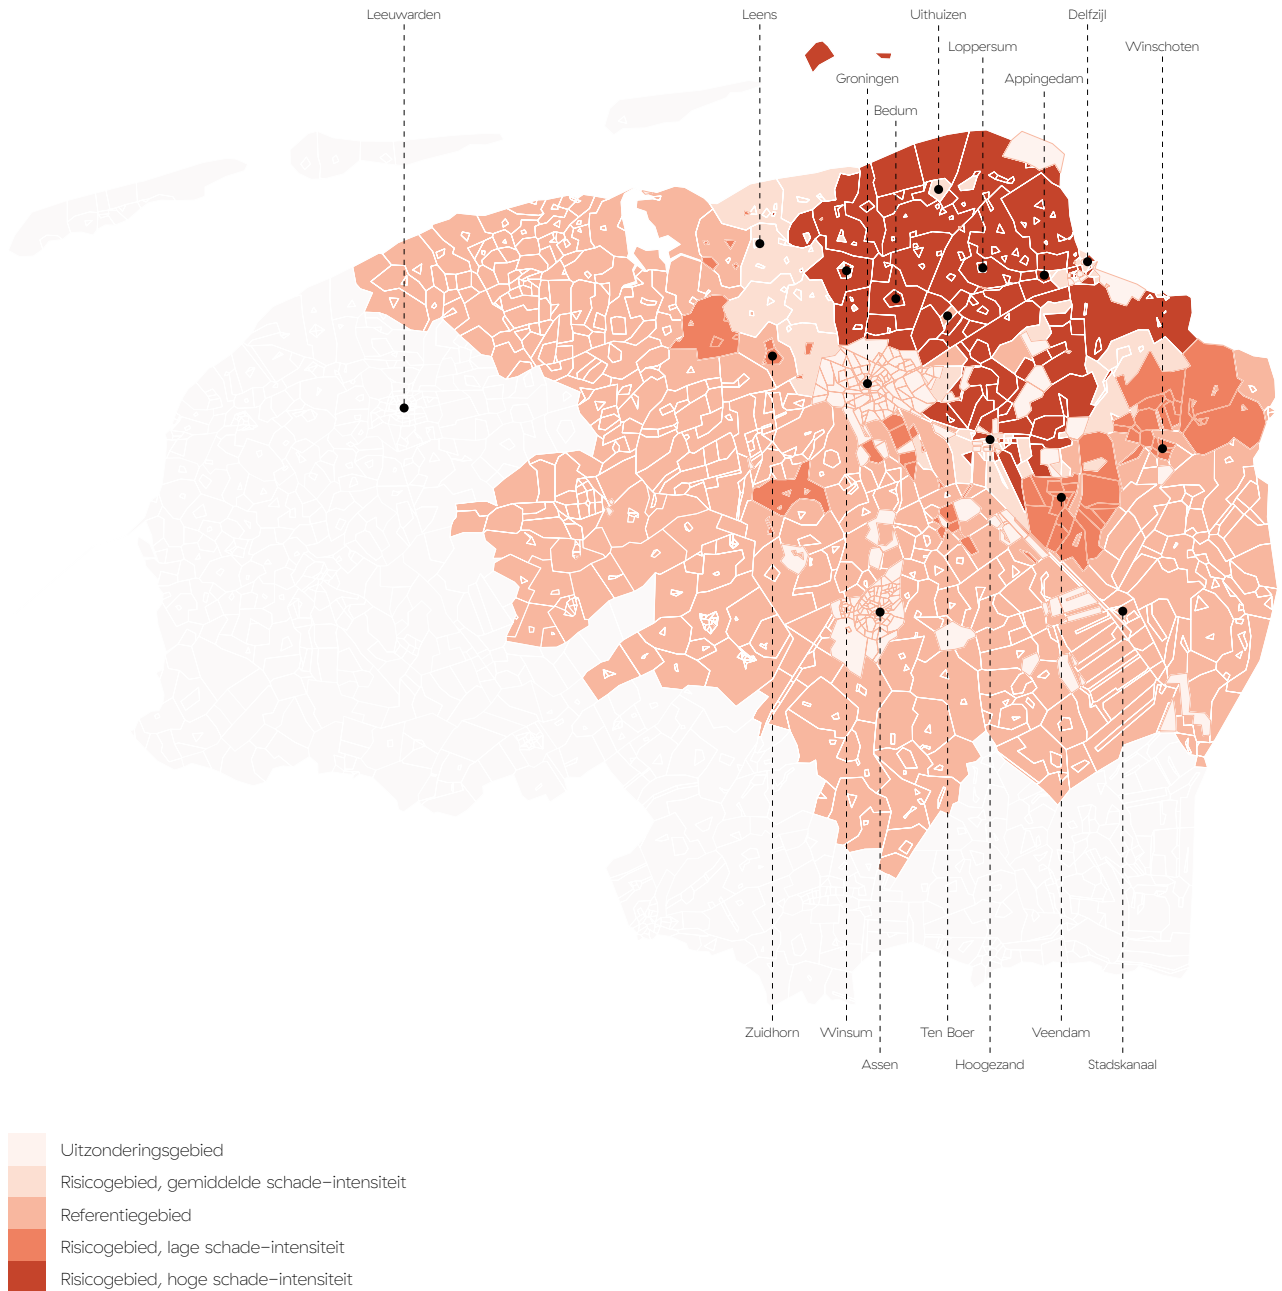 Leeuwarden
Leens
Uithuizen
Delfzijl
Loppersum
Winschoten
Groningen
Appingedam
Bedum
Zuidhorn
Winsum
Ten Boer
Veendam
Assen
Hoogezand
Stadskanaal
Uitzonderingsgebied
Risicogebied, gemiddelde schade-intensiteit
Referentiegebied
Risicogebied, lage schade-intensiteit
Risicogebied, hoge schade-intensiteit